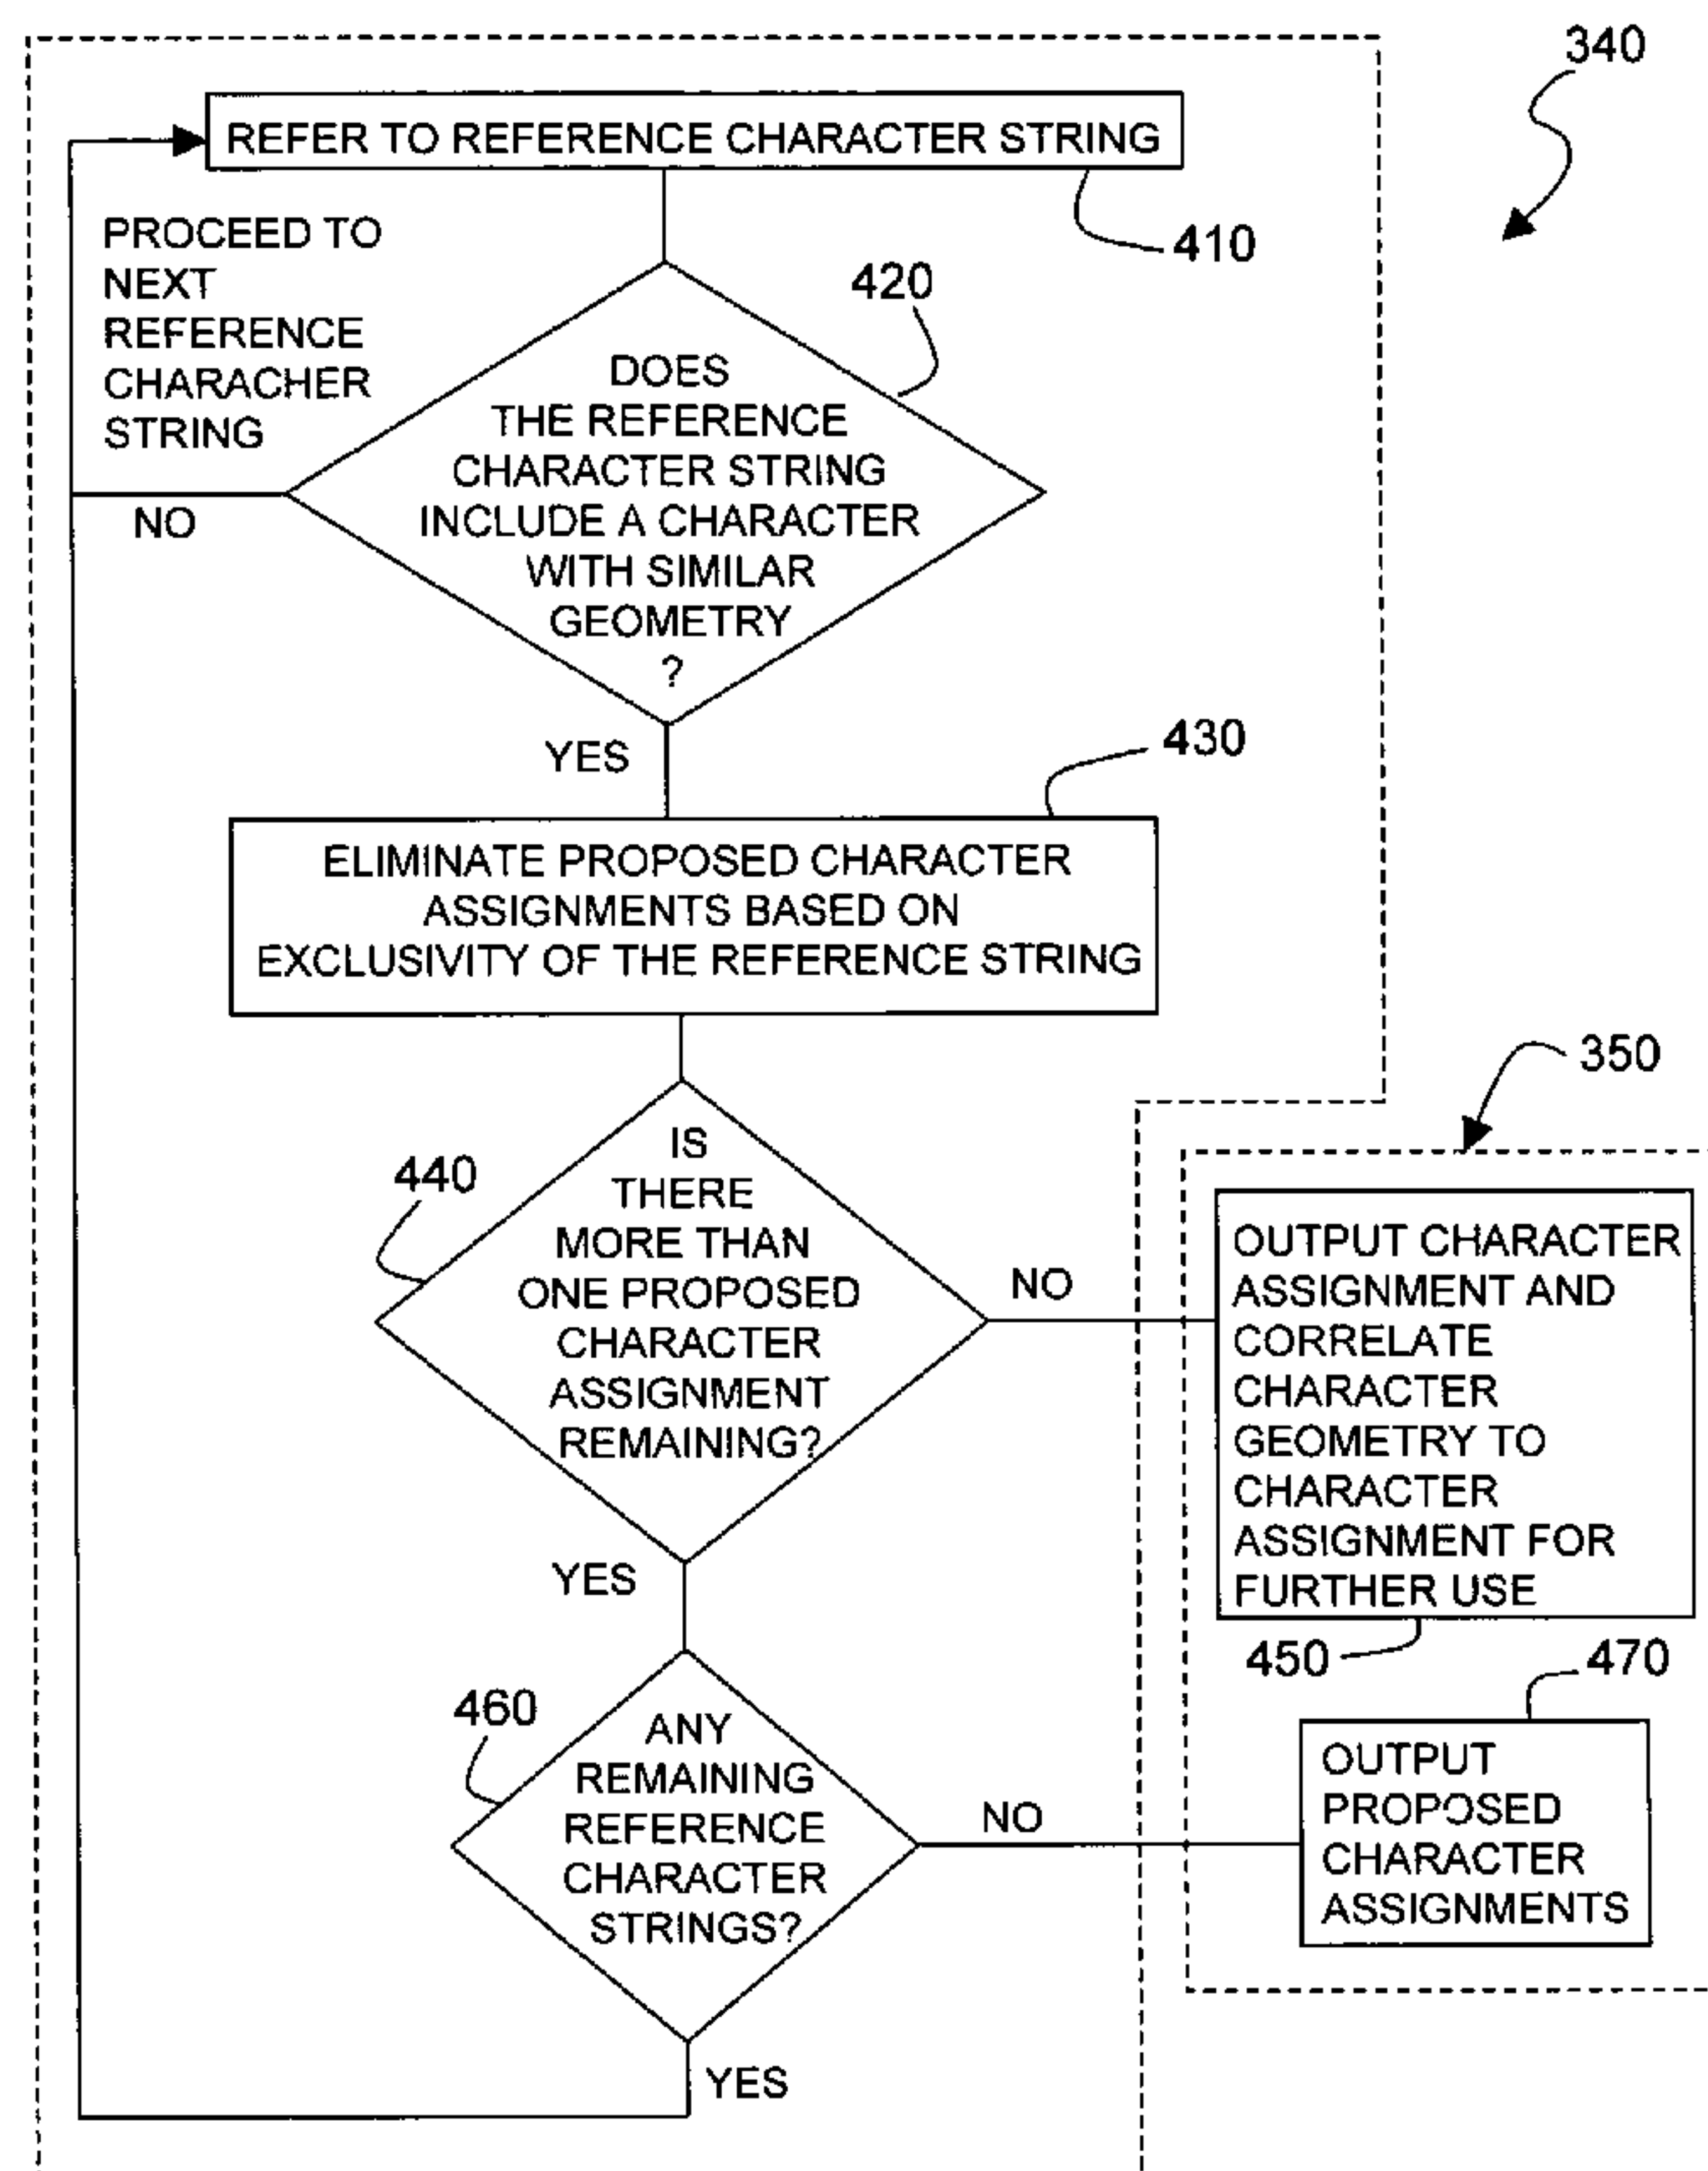 340
REFER TO REFERENCE CHARACTER STRING
410
PROCEED TO
NEXT
REFERENCE
CHARACHER
STRING
420
DOES
THE REFERENCE
CHARACTER STRING
INCLUDE A CHARACTER
WITH SIMILAR
GEOMETRY
?
NO
YES
430
ELIMINATE PROPOSED CHARACTER
ASSIGNMENTS BASED ON
EXCLUSIVITY OF THE REFERENCE STRING
350
440
IS
THERE
MORE THAN
ONE PROPOSED
CHARACTER
ASSIGNMENT
REMAINING?
NO
OUTPUT CHARACTER
ASSIGNMENT AND
CORRELATE
CHARACTER
GEOMETRY TO
CHARACTER
ASSIGNMENT FOR
FURTHER USE
450
YES
460
ANY
REMAINING
REFERENCE
CHARACTER
STRINGS?
NO
470
OUTPUT
PROPOSED
CHARACTER
ASSIGNMENTS
YES